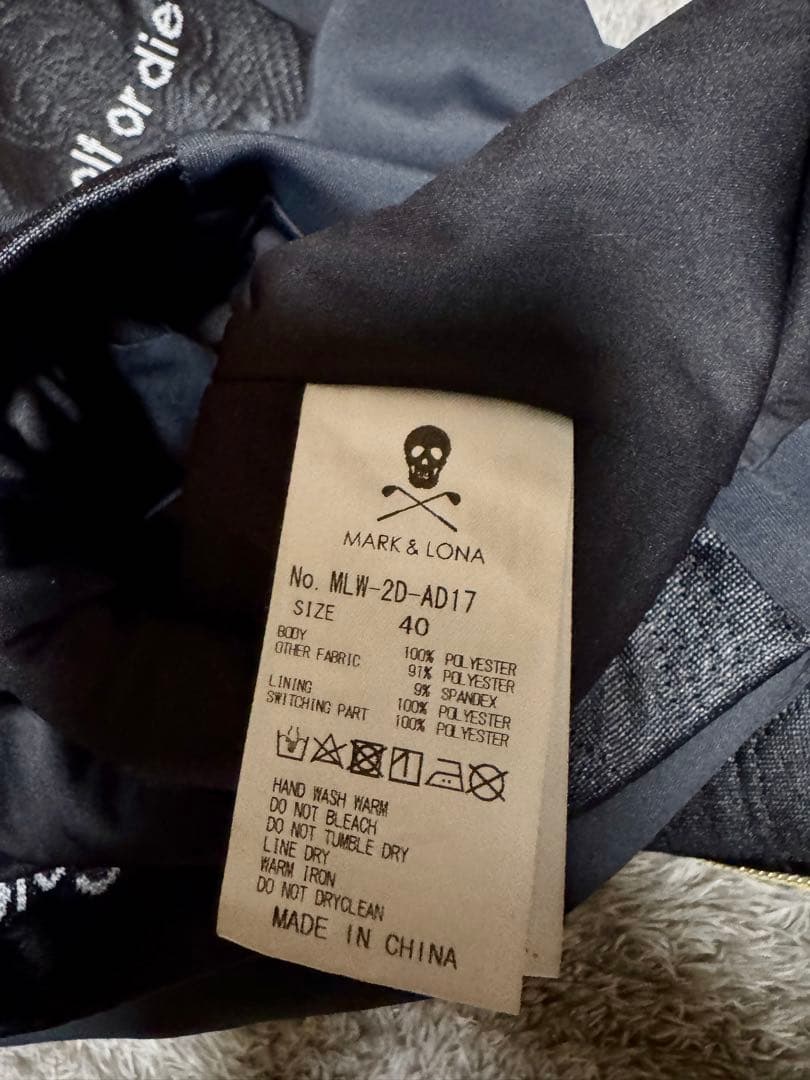 olf or die
MARK & LONA
No. MLW-2D-AD17
SIZE 40
BODY 100% POLYESTER
OTHER FABRIC 91% POLYESTER
9% SPANDEX
LINING 100% POLYESTER
SWITCHING PART 100% POLYESTER
HAND WASH WARM
DO NOT BLEACH
DO NOT TUMBLE DRY
LINE DRY
WARM IRON
DO NOT DRYCLEAN
MADE IN CHINA